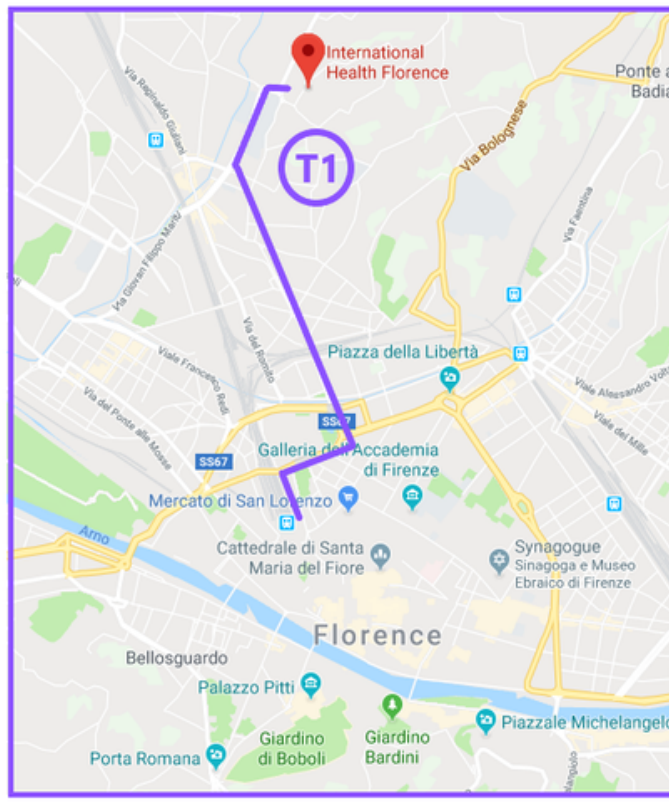 International
Health Florence
Ponte a
Badia
Via Reginaldo Giuliani
T1
Via Bolognese
Via Faentina
Via Giovan Filippo Mariti
Via del Romito
Piazza della Libertà
Viale Francesco Redi
Viale Alessandro Volta
Via del Ponte alle Mosse
Viale dei Mille
SS67
Galleria dell'Accademia
di Firenze
SS67
Mercato di San Lorenzo
Arno
Cattedrale di Santa
Maria del Fiore
Synagogue
Sinagoga e Museo
Ebraico di Firenze
Florence
Bellosguardo
Palazzo Pitti
Piazzale Michelangelo
Giardino
di Boboli
Giardino
Bardini
Porta Romana